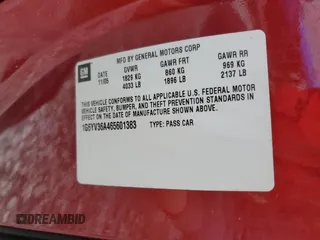 MFD BY GENERAL MOTORS CORP
GM
DATE GVWR GAWR FRT GAWR RR
11/05 1829 KG 860 KG 969 KG
4033 LB 1896 LB 2137 LB
THIS VEHICLE CONFORMS TO ALL APPLICABLE U.S. FEDERAL MOTOR
VEHICLE SAFETY, BUMPER, AND THEFT PREVENTION STANDARDS
IN EFFECT ON THE DATE OF MANUFACTURE SHOWN ABOVE.
1G6YV36A465601383 TYPE: PASS CAR
DREAMBID